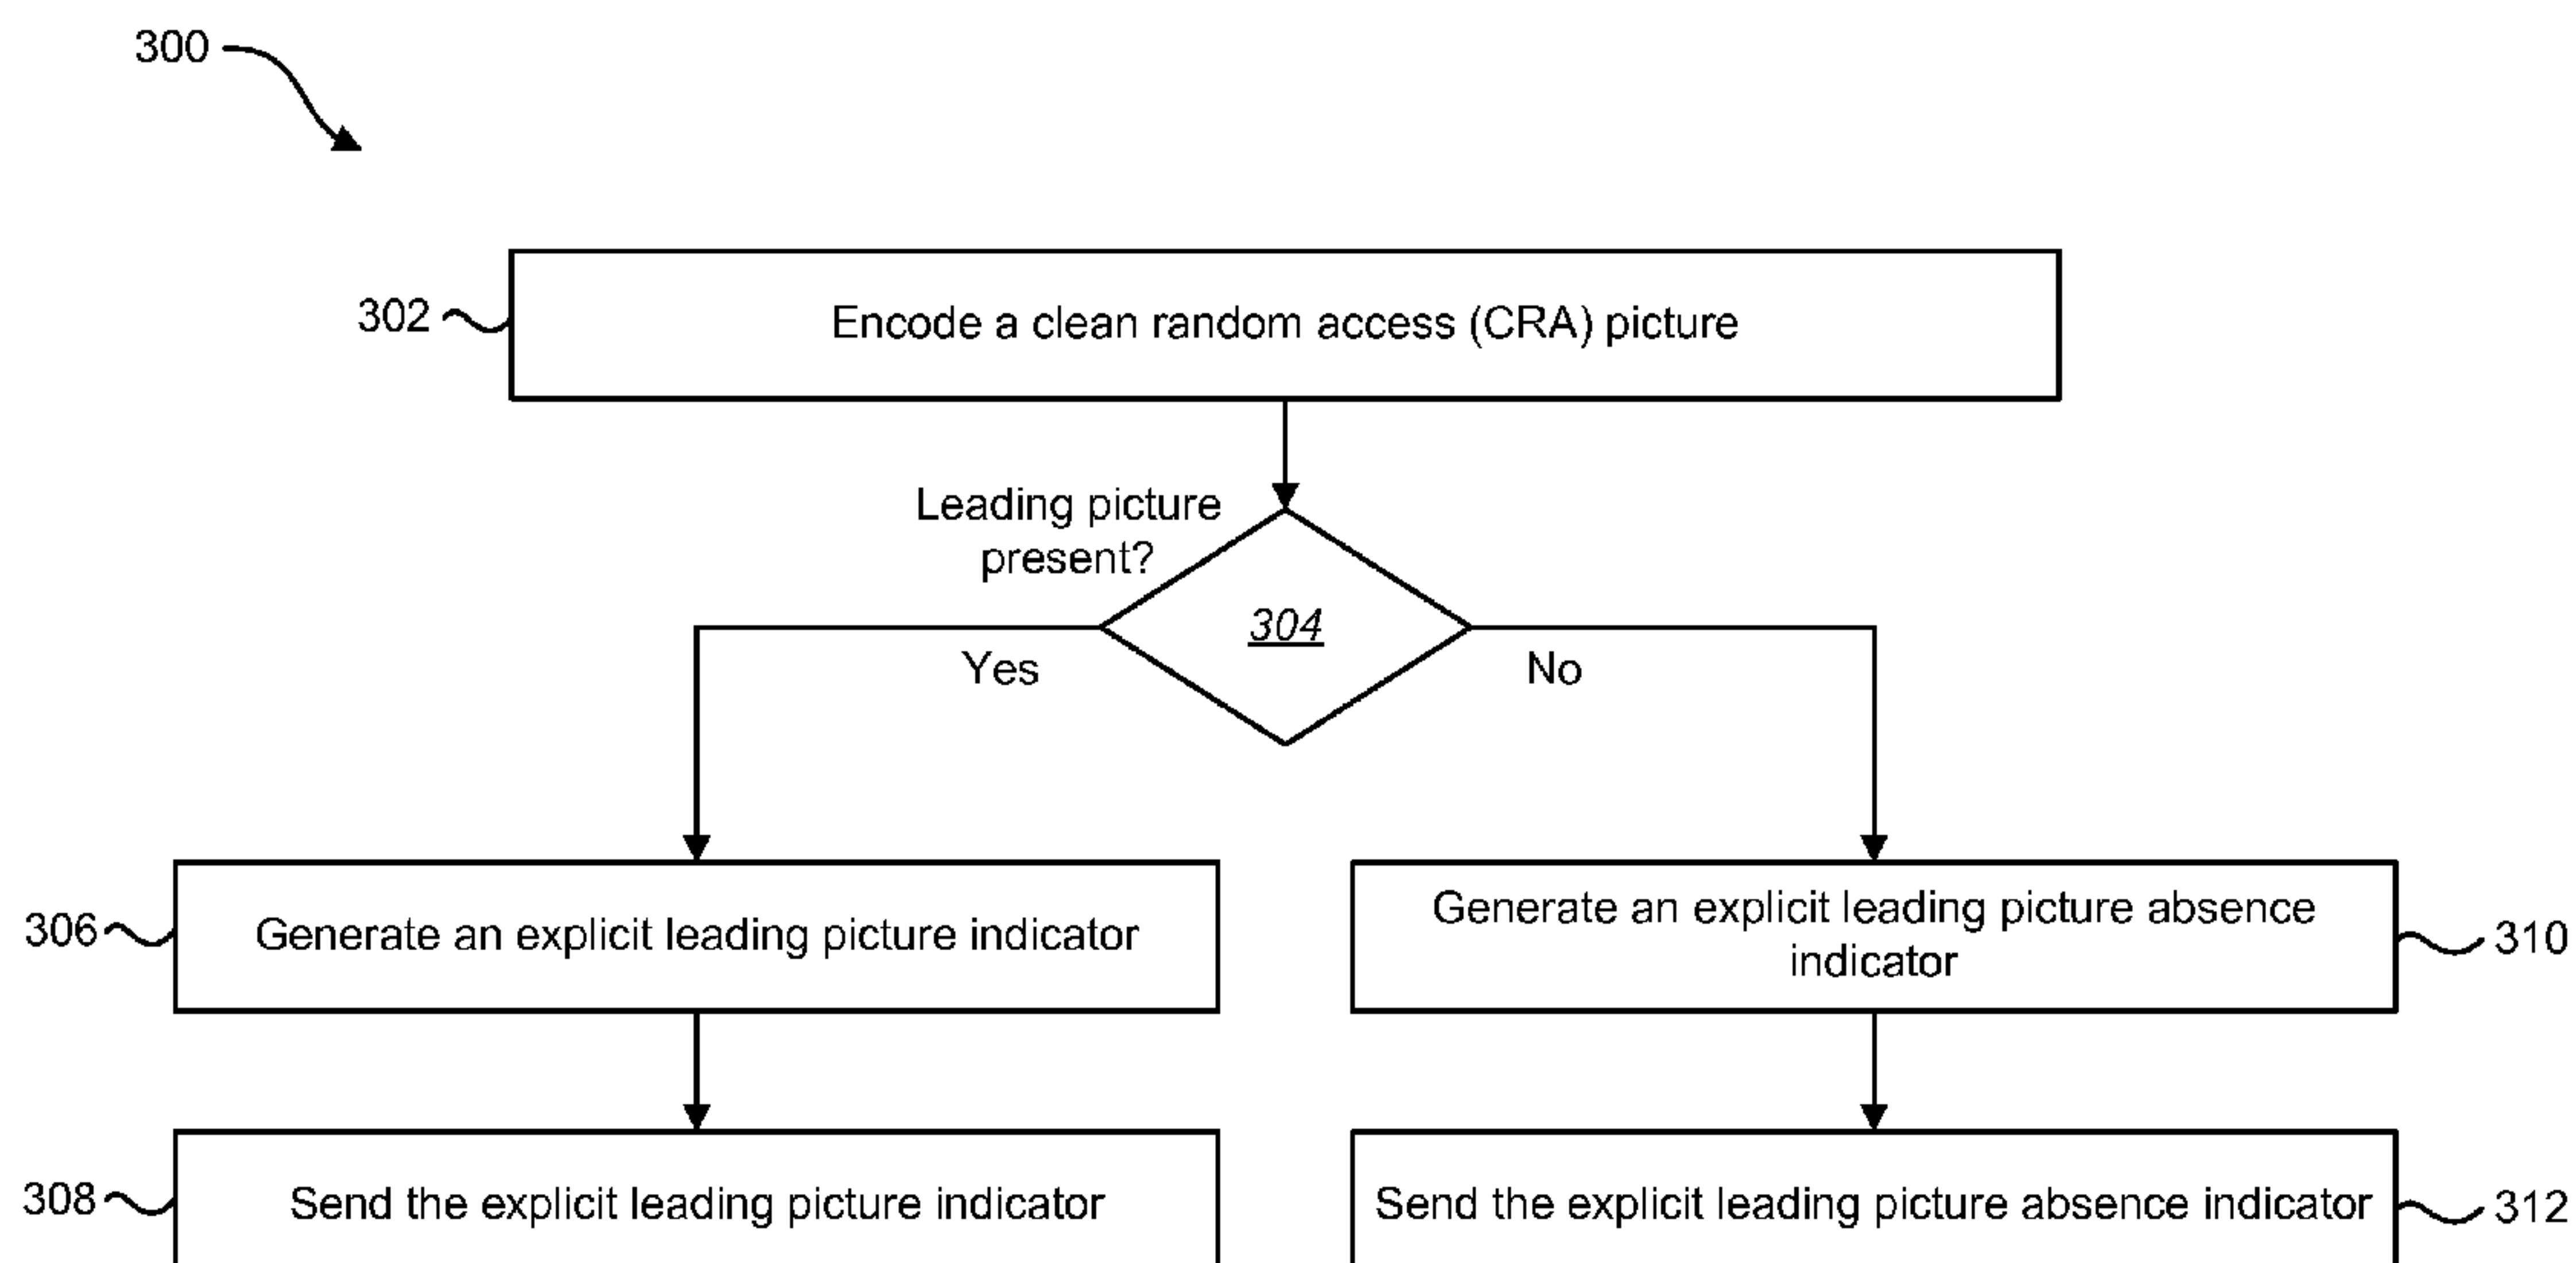 300
302
Encode a clean random access (CRA) picture
Leading picture
present?
304
Yes
No
306
Generate an explicit leading picture indicator
Generate an explicit leading picture absence
indicator
310
308
Send the explicit leading picture indicator
Send the explicit leading picture absence indicator
312